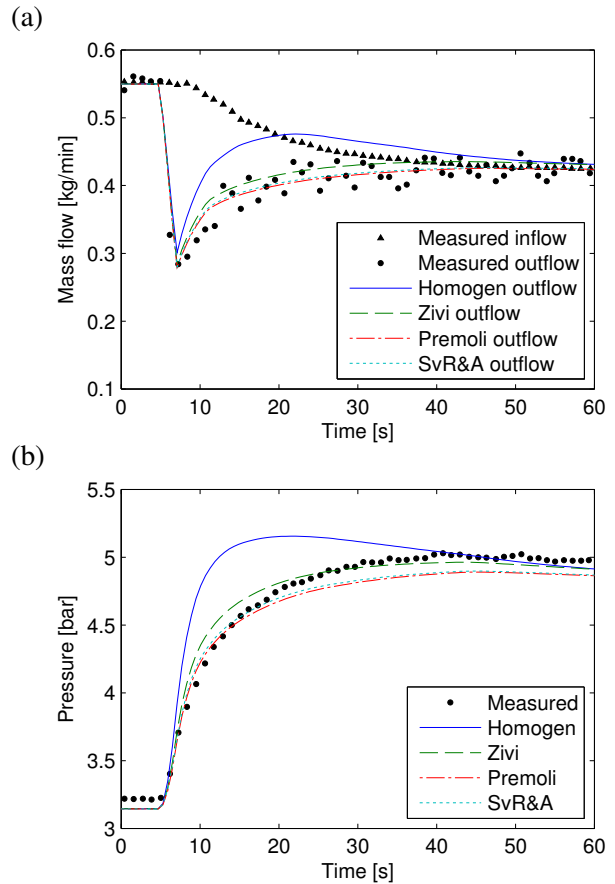 (a)
0.6
0.5
0.4
0.3
0.2
0.1
Mass flow [kg/min]
Measured inflow
Measured outflow
Homogen outflow
Zivi outflow
Premoli outflow
SvR&A outflow
0 10 20 30 40 50 60
Time [s]
(b)
5.5
5
4.5
4
3.5
3
Pressure [bar]
Measured
Homogen
Zivi
Premoli
SvR&A
0 10 20 30 40 50 60
Time [s]